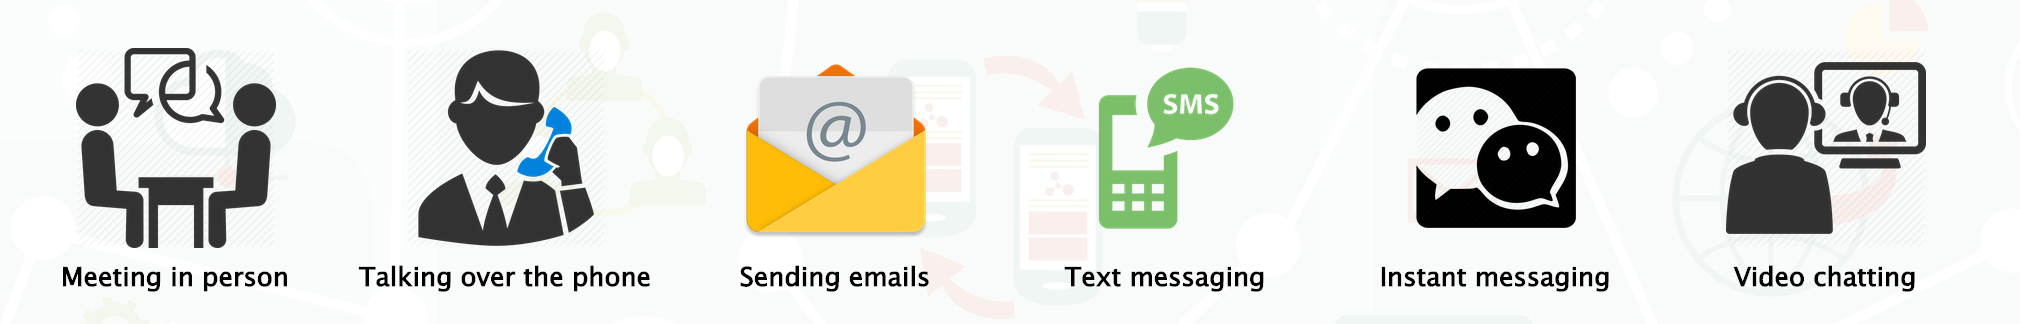 @
SMS
Meeting in person
Talking over the phone
Sending emails
Text messaging
Instant messaging
Video chatting